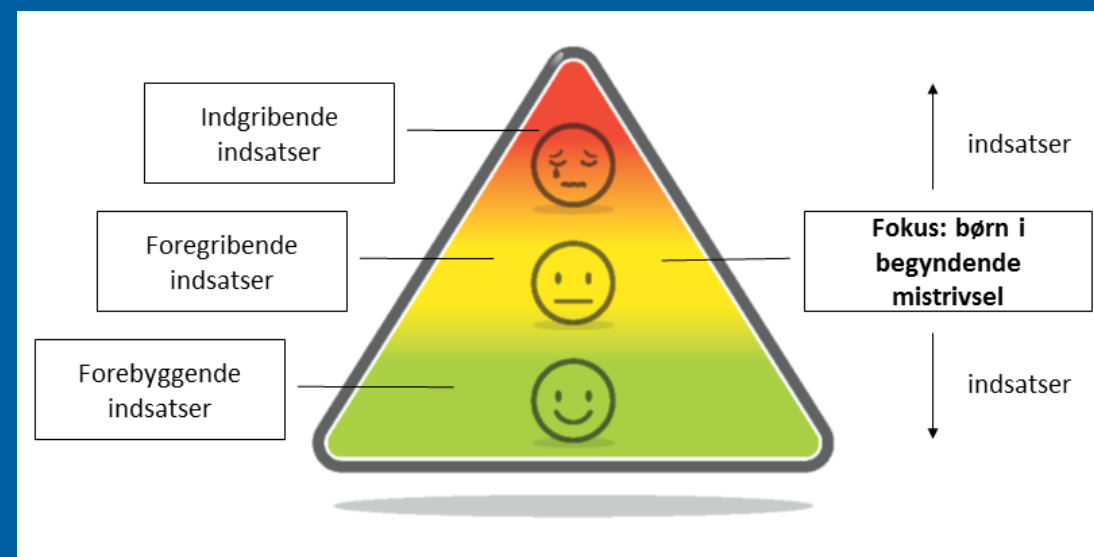 Indgribende
indsatser
Foregribende
indsatser
Forebyggende
indsatser
indsatser
Fokus: børn i
begyndende
mistrivsel
indsatser